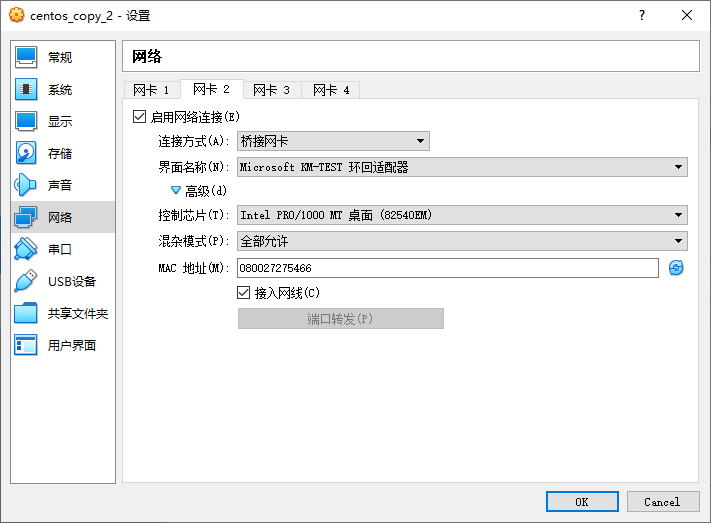 centos_copy_2 - 设置
常规
系统
显示
存储
声音
网络
串口
USB设备
共享文件夹
用户界面
网络
网卡 1 网卡 2 网卡 3 网卡 4
启用网络连接(E)
连接方式(A): 桥接网卡
界面名称(N): Microsoft KM-TEST 环回适配器
高级(d)
控制芯片(T): Intel PRO/1000 MT 桌面 (82540EM)
混杂模式(P): 全部允许
MAC 地址(M): 080027275466
接入网线(C)
端口转发(P)
OK Cancel